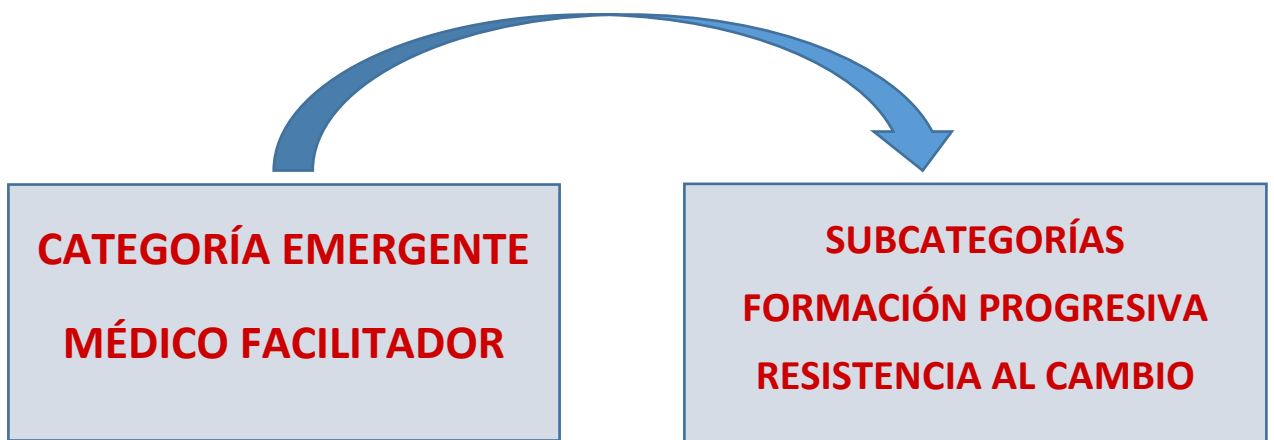 CATEGORÍA EMERGENTE
MÉDICO FACILITADOR
SUBCATEGORÍAS
FORMACIÓN PROGRESIVA
RESISTENCIA AL CAMBIO